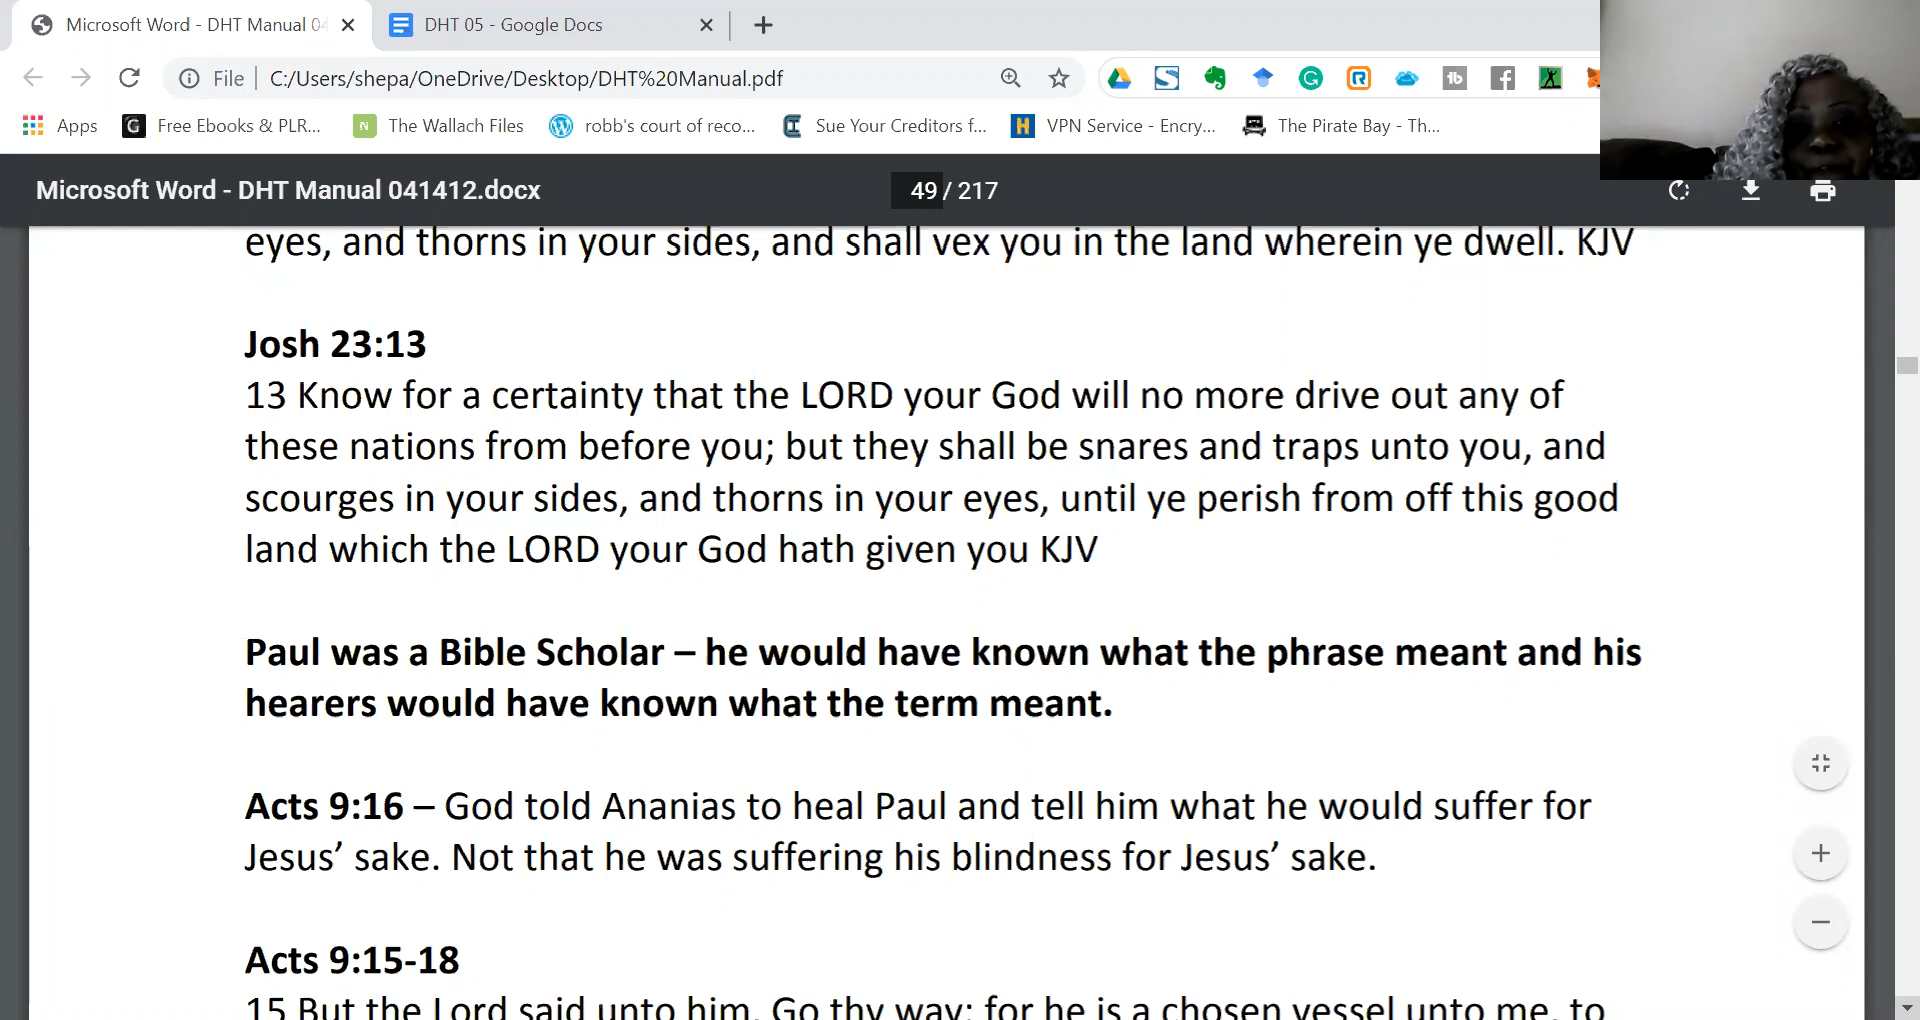 Microsoft Word - DHT Manual 04
DHT 05 - Google Docs
File
C:/Users/shepa/OneDrive/Desktop/DHT%20Manual.pdf
Apps
Free Ebooks & PLR...
The Wallach Files
robb's court of reco...
Sue Your Creditors f...
VPN Service - Encry...
The Pirate Bay - Th...
Microsoft Word - DHT Manual 041412.docx
49 / 217
eyes, and thorns in your sides, and shall vex you in the land wherein ye dwell. KJV
Josh 23:13
13 Know for a certainty that the LORD your God will no more drive out any of
these nations from before you; but they shall be snares and traps unto you, and
scourges in your sides, and thorns in your eyes, until ye perish from off this good
land which the LORD your God hath given you KJV
Paul was a Bible Scholar – he would have known what the phrase meant and his
hearers would have known what the term meant.
Acts 9:16 – God told Ananias to heal Paul and tell him what he would suffer for
Jesus’ sake. Not that he was suffering his blindness for Jesus’ sake.
Acts 9:15-18
15 But the Lord said unto him, Go thy way: for he is a chosen vessel unto me, to